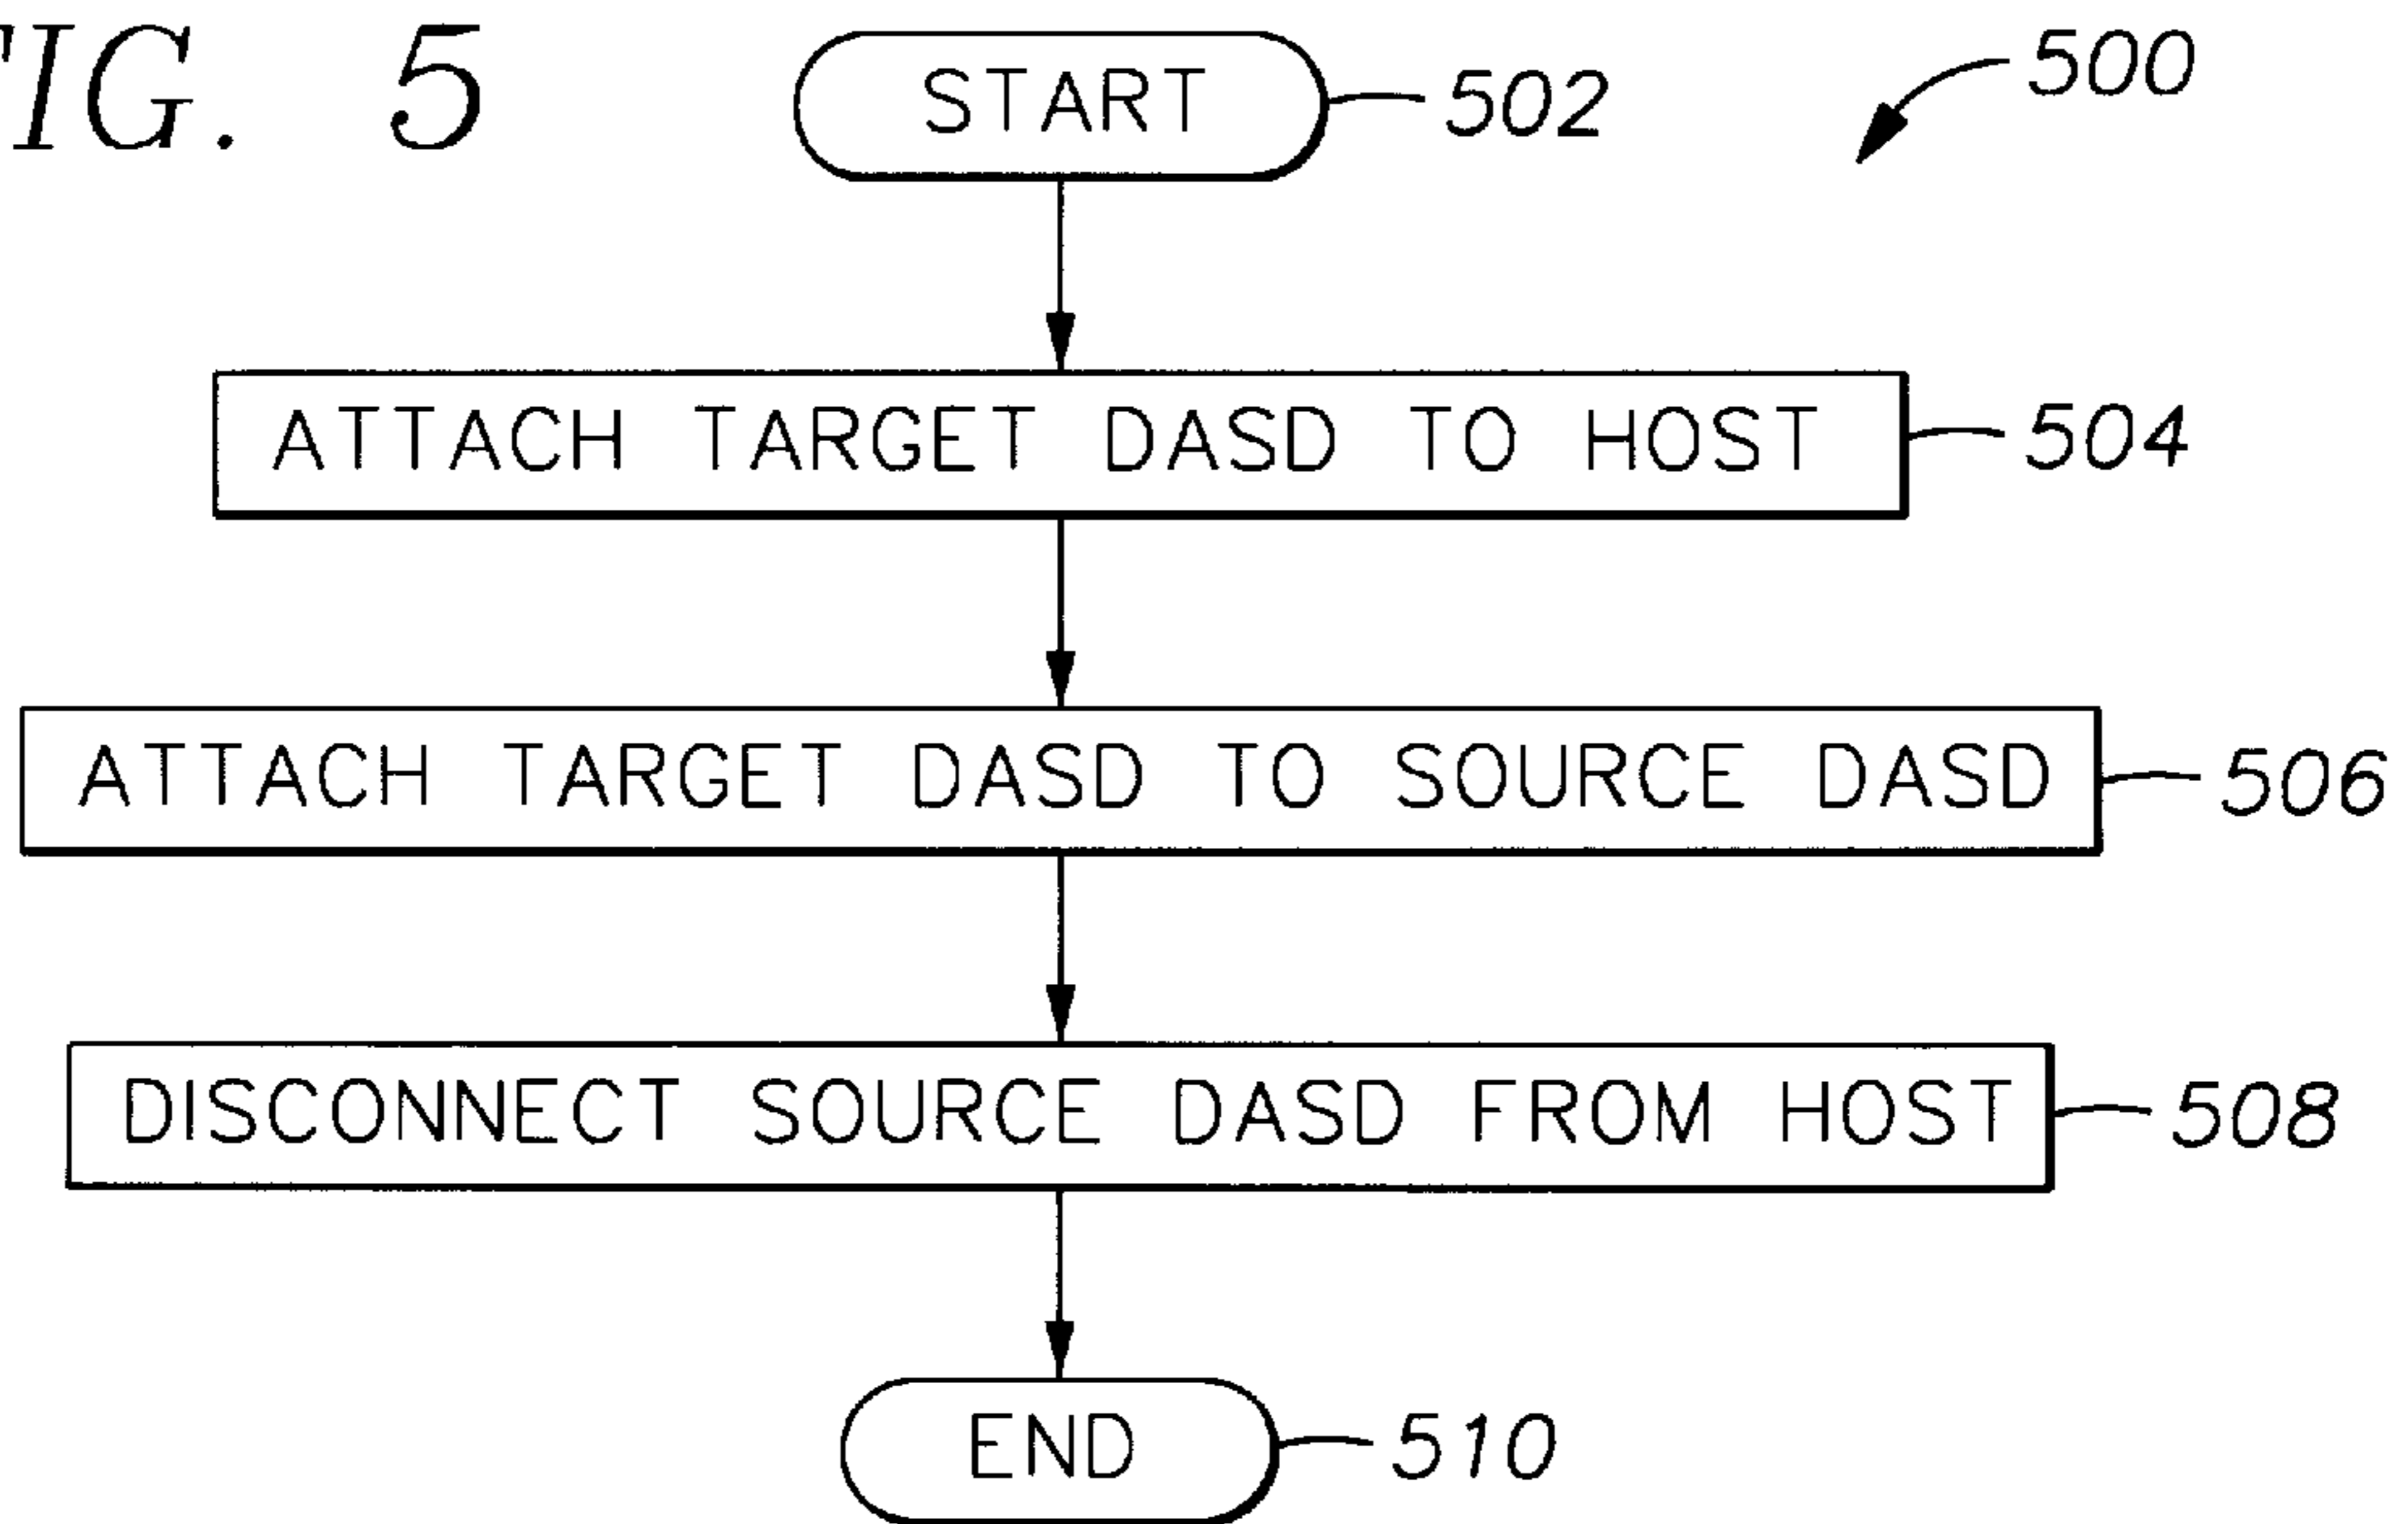 FIG. 5
START 502
500
ATTACH TARGET DASD TO HOST 504
ATTACH TARGET DASD TO SOURCE DASD 506
DISCONNECT SOURCE DASD FROM HOST 508
END 510